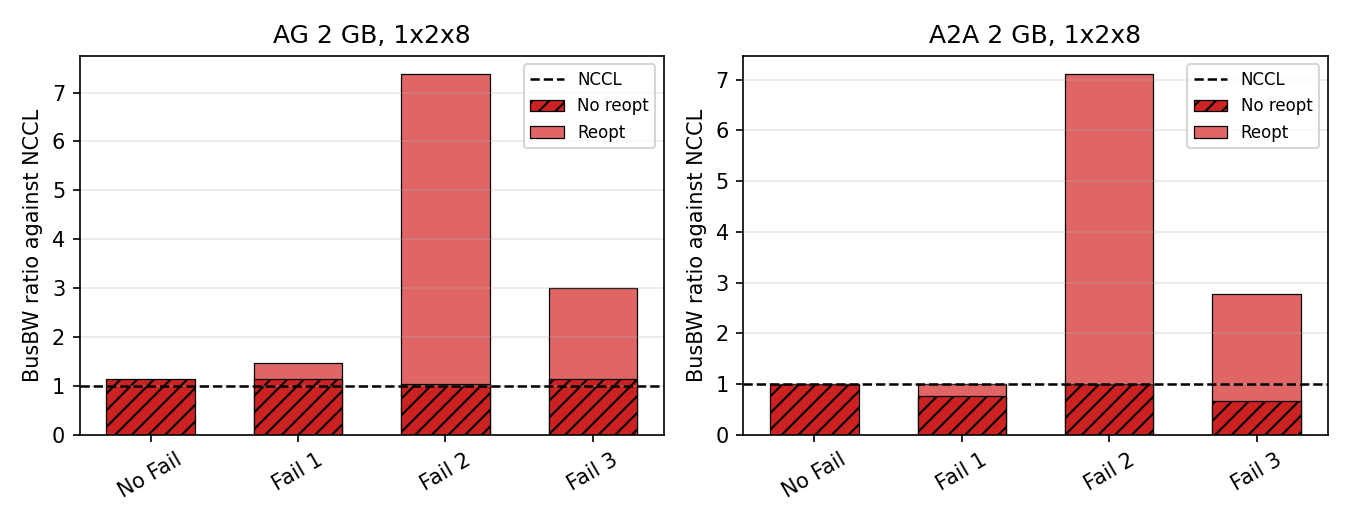 AG 2 GB, 1x2x8
BusBW ratio against NCCL
7
6
5
4
3
2
1
0
NCCL
No reopt
Reopt
No Fail
Fail 1
Fail 2
Fail 3
A2A 2 GB, 1x2x8
BusBW ratio against NCCL
7
6
5
4
3
2
1
0
NCCL
No reopt
Reopt
No Fail
Fail 1
Fail 2
Fail 3